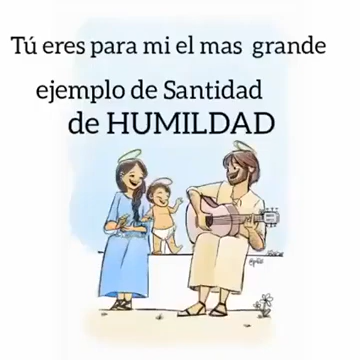 Tú eres para mi el mas grande
ejemplo de Santidad
de HUMILDAD